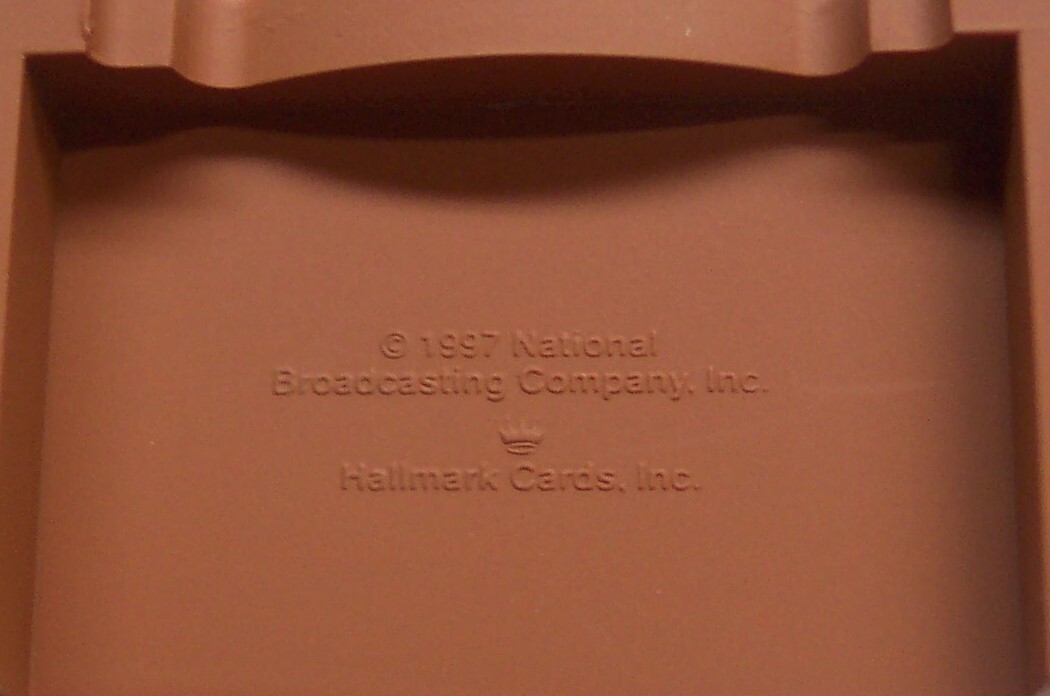 © 1997 National
Broadcasting Company, Inc.
Hallmark Cards, Inc.